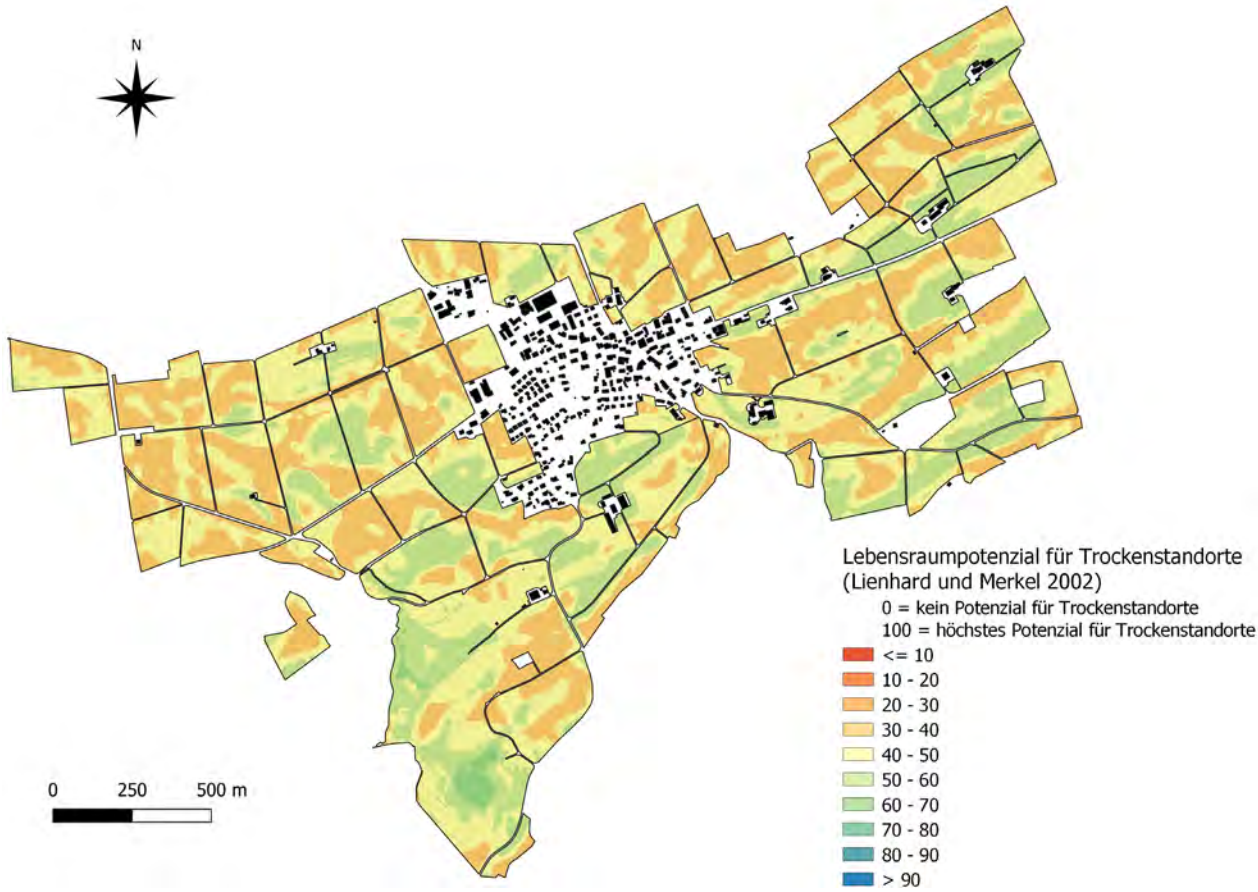 N
Lebensraumpotenzial für Trockenstandorte
(Lienhard und Merkel 2002)
0 = kein Potenzial für Trockenstandorte
100 = höchstes Potenzial für Trockenstandorte
<= 10
10 - 20
20 - 30
30 - 40
40 - 50
50 - 60
60 - 70
70 - 80
80 - 90
> 90
0 250 500 m